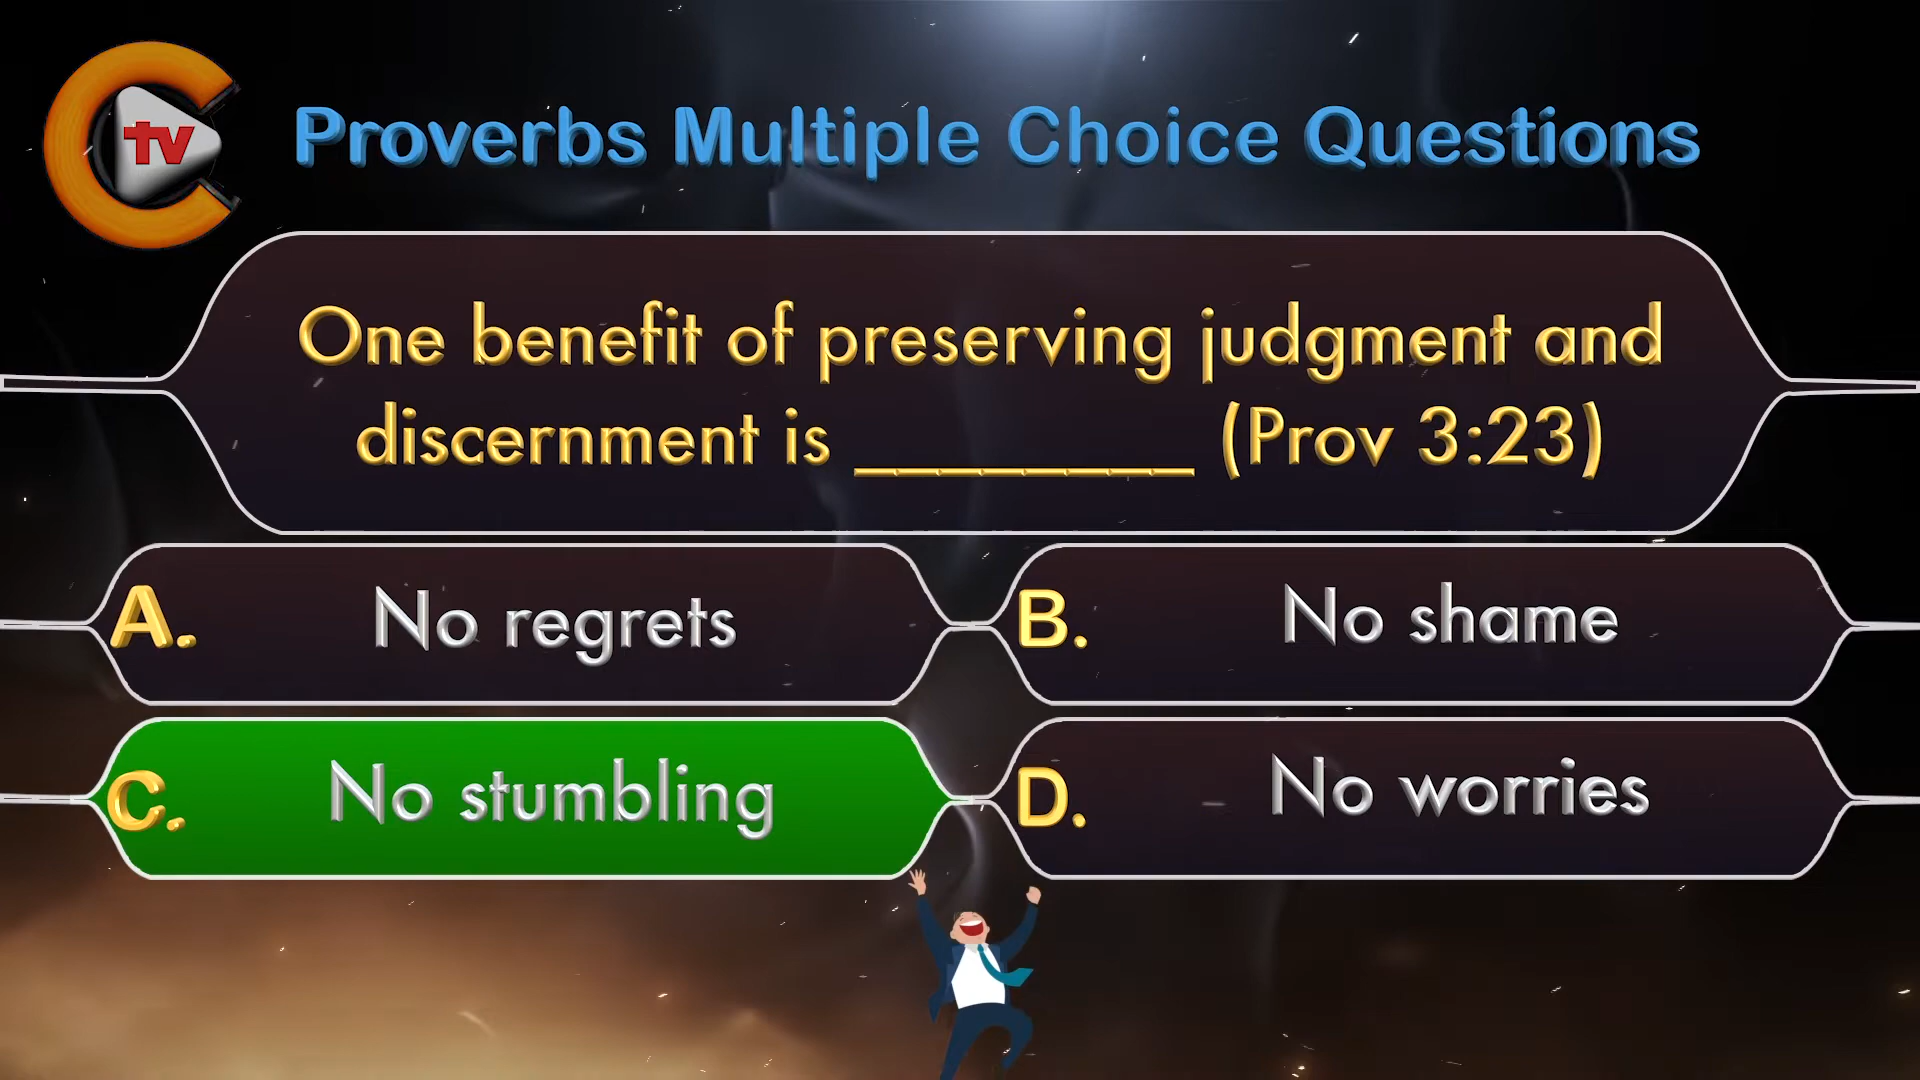 tv
Proverbs Multiple Choice Questions
One benefit of preserving judgment and
discernment is ________ (Prov 3:23)
A. No regrets
B. No shame
C. No stumbling
D. No worries